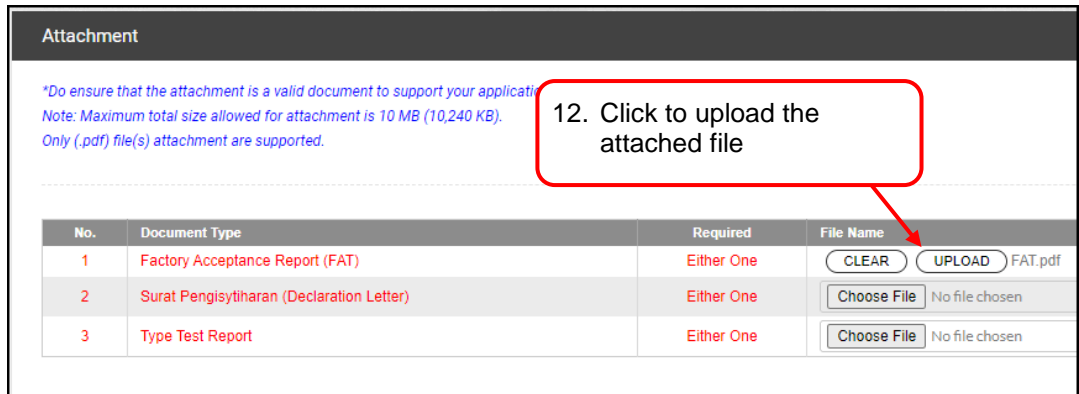 Attachment
*Do ensure that the attachment is a valid document to support your applicatio
Note: Maximum total size allowed for attachment is 10 MB (10,240 KB).
Only (.pdf) file(s) attachment are supported.
12. Click to upload the
attached file
No. Document Type Required File Name
1 Factory Acceptance Report (FAT) Either One CLEAR UPLOAD FAT.pdf
2 Surat Pengisytiharan (Declaration Letter) Either One Choose File No file chosen
3 Type Test Report Either One Choose File No file chosen